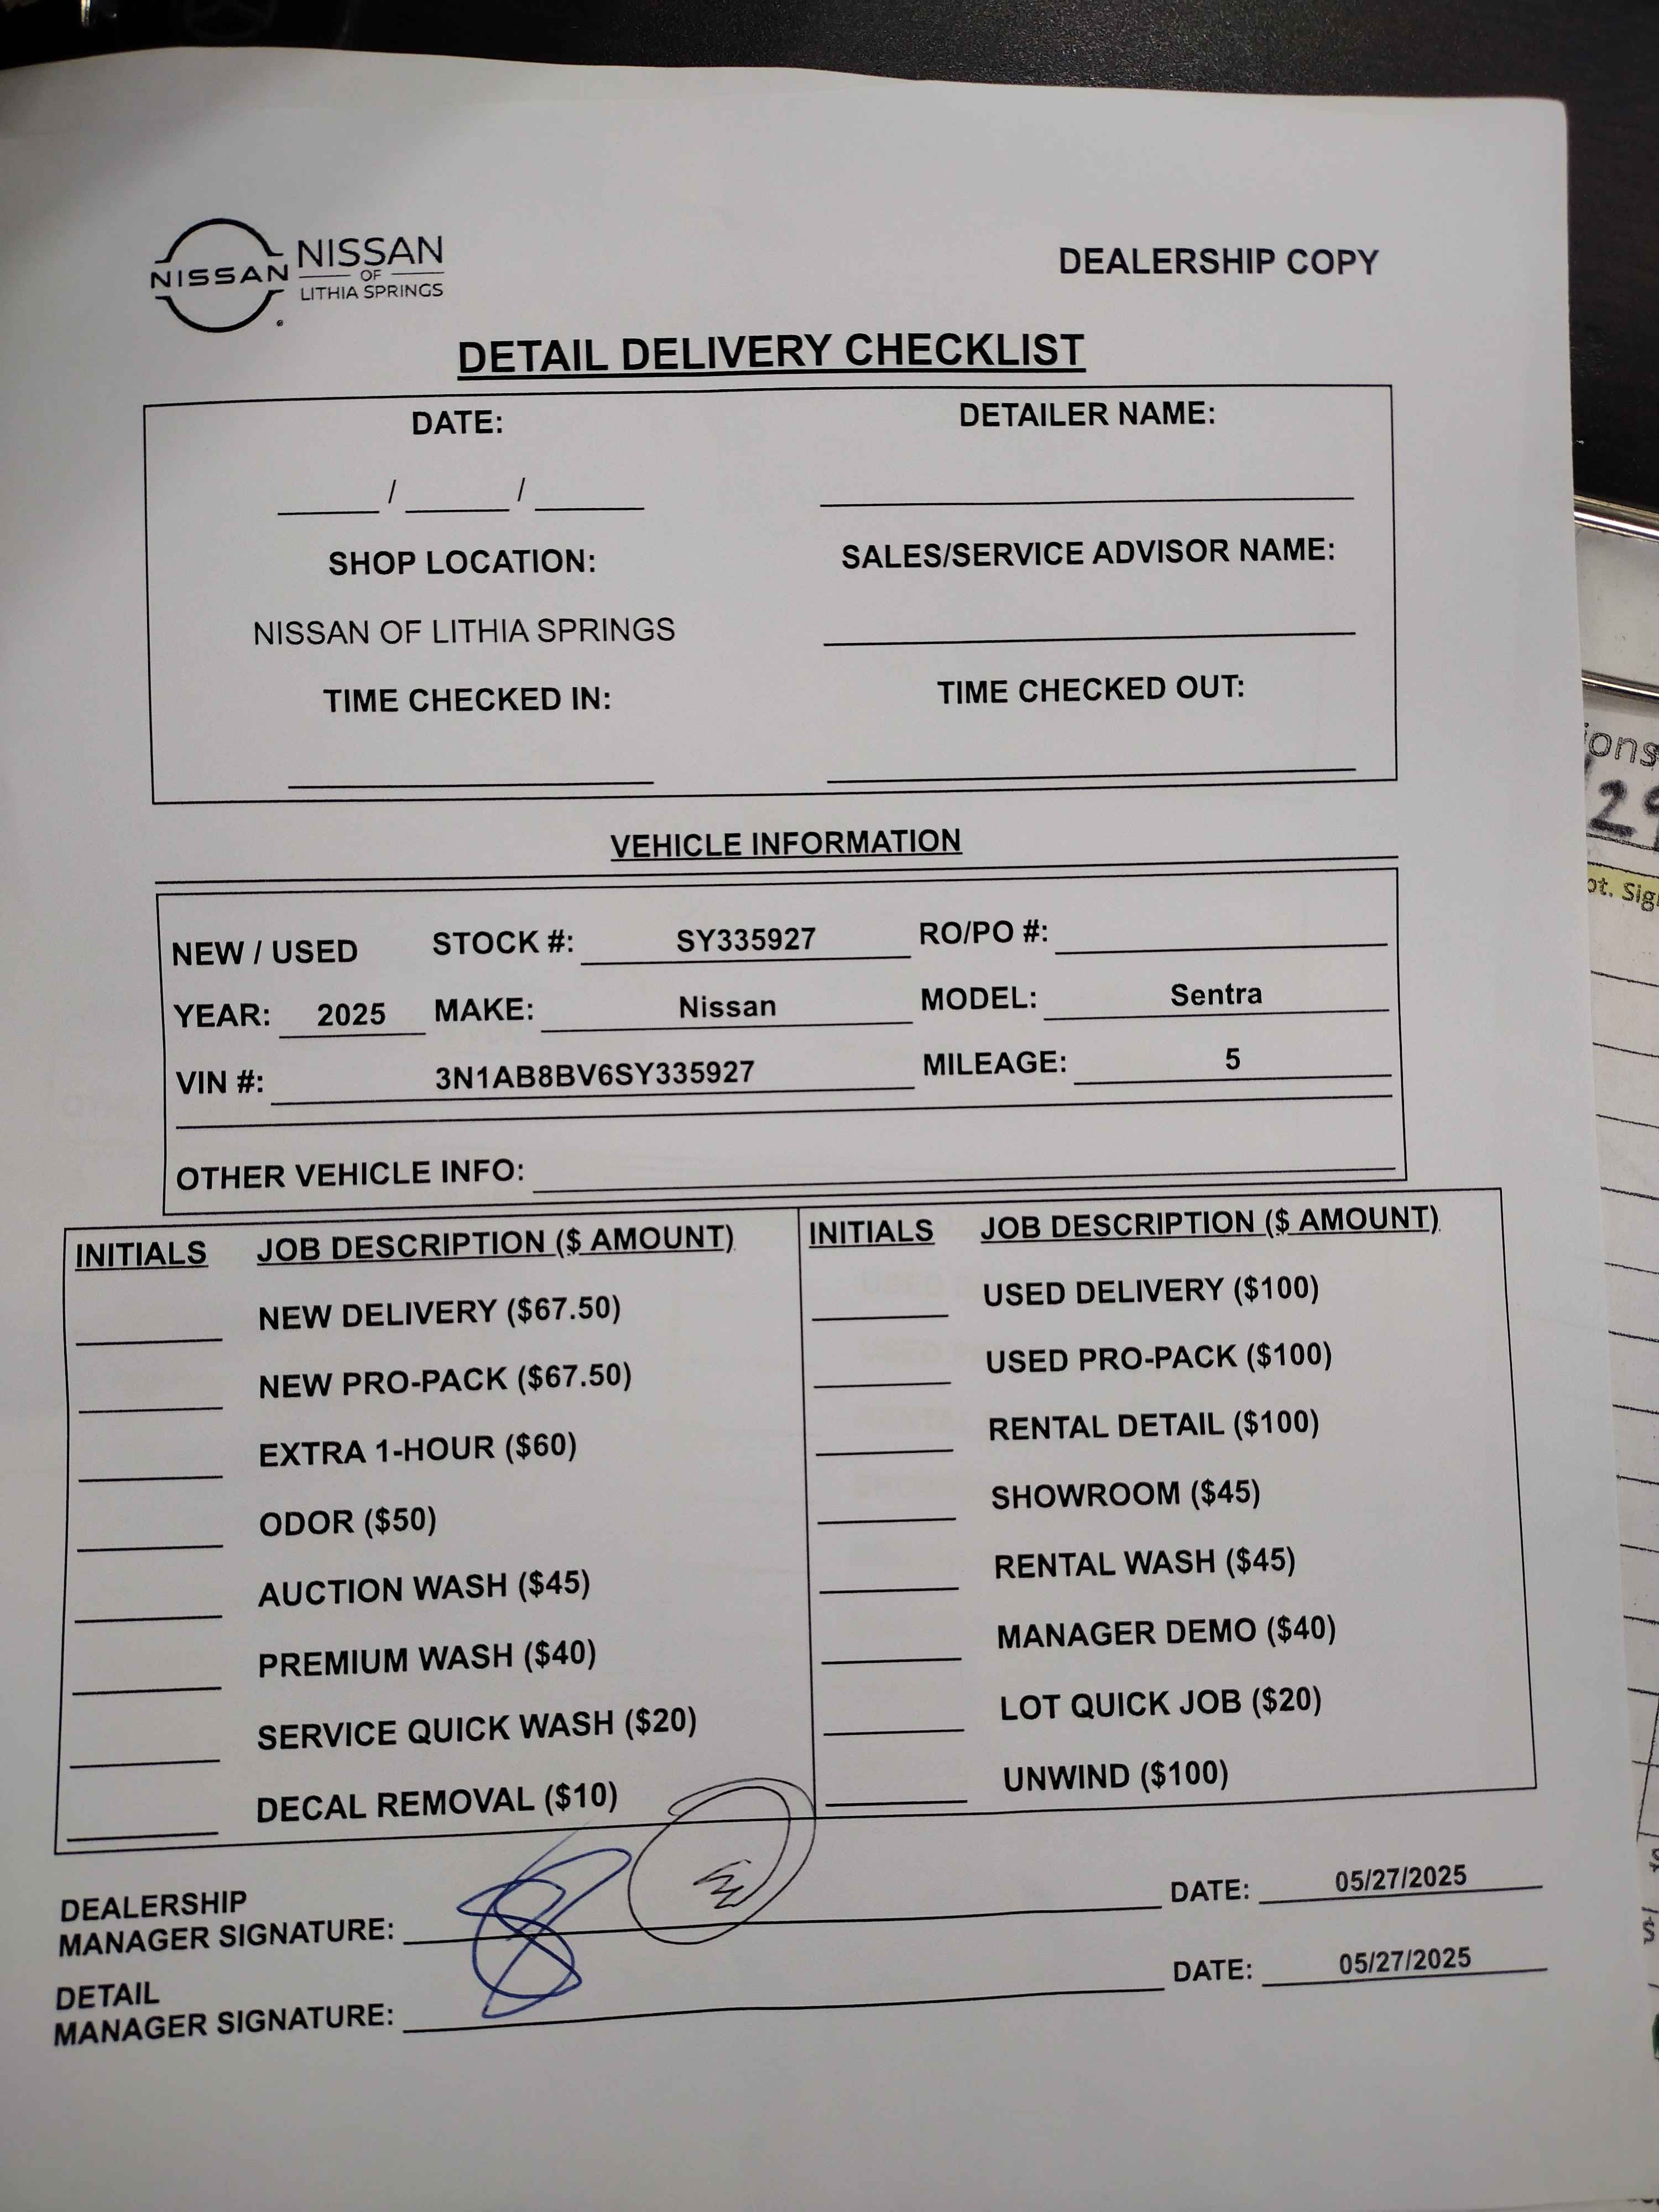 NISSAN
NISSAN
OF
LITHIA SPRINGS
DEALERSHIP COPY
DETAIL DELIVERY CHECKLIST
DATE:
DETAILER NAME:
____/____/____
SHOP LOCATION:
SALES/SERVICE ADVISOR NAME:
NISSAN OF LITHIA SPRINGS
TIME CHECKED IN:
TIME CHECKED OUT:
VEHICLE INFORMATION
NEW / USED STOCK #: SY335927 RO/PO #:
YEAR: 2025 MAKE: Nissan MODEL: Sentra
VIN #: 3N1AB8BV6SY335927 MILEAGE: 5
OTHER VEHICLE INFO:
INITIALS JOB DESCRIPTION ($ AMOUNT)
NEW DELIVERY ($67.50)
NEW PRO-PACK ($67.50)
EXTRA 1-HOUR ($60)
ODOR ($50)
AUCTION WASH ($45)
PREMIUM WASH ($40)
SERVICE QUICK WASH ($20)
DECAL REMOVAL ($10)
INITIALS JOB DESCRIPTION ($ AMOUNT)
USED DELIVERY ($100)
USED PRO-PACK ($100)
RENTAL DETAIL ($100)
SHOWROOM ($45)
RENTAL WASH ($45)
MANAGER DEMO ($40)
LOT QUICK JOB ($20)
UNWIND ($100)
DEALERSHIP
MANAGER SIGNATURE: DATE: 05/27/2025
DETAIL
MANAGER SIGNATURE: DATE: 05/27/2025